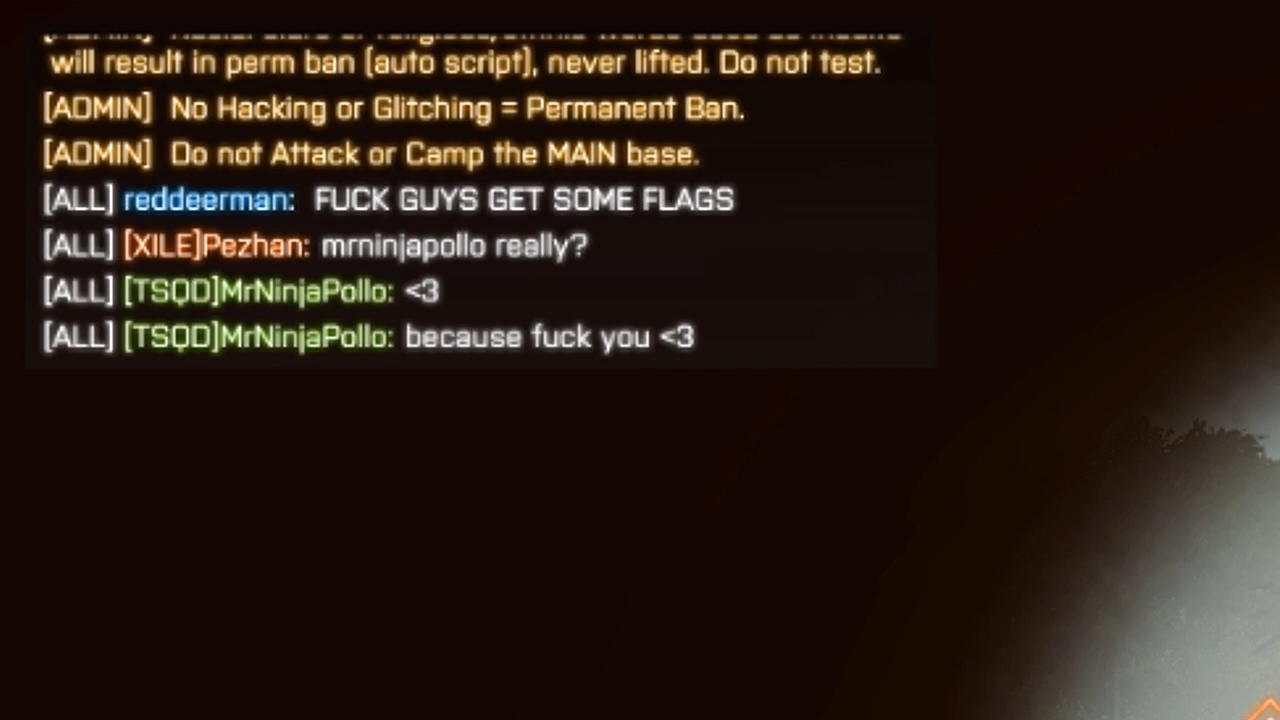 will result in perm ban (auto script), never lifted. Do not test.
[ADMIN] No Hacking or Glitching = Permanent Ban.
[ADMIN] Do not Attack or Camp the MAIN base.
[ALL] reddeerman: FUCK GUYS GET SOME FLAGS
[ALL] [XILE]Pezhan: mrninjapollo really?
[ALL] [TSQD]MrNinjaPollo: <3
[ALL] [TSQD]MrNinjaPollo: because fuck you <3